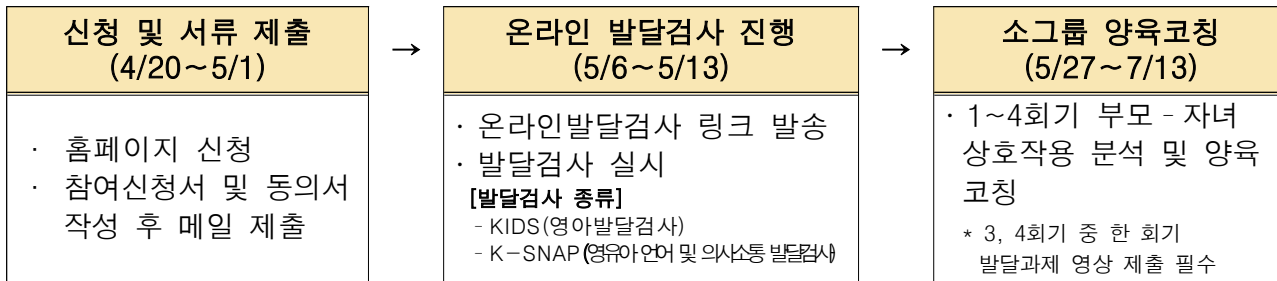 신청 및 서류 제출
(4/20~5/1)
· 홈페이지 신청
· 참여신청서 및 동의서
작성 후 메일 제출
→
온라인 발달검사 진행
(5/6~5/13)
· 온라인발달검사 링크 발송
· 발달검사 실시
[발달검사 종류]
- KIDS(영아발달검사)
- K-SNAP(영유아 언어 및 의사소통 발달검사)
→
소그룹 양육코칭
(5/27~7/13)
· 1~4회기 부모 - 자녀
상호작용 분석 및 양육
코칭
* 3, 4회기 중 한 회기
발달과제 영상 제출 필수